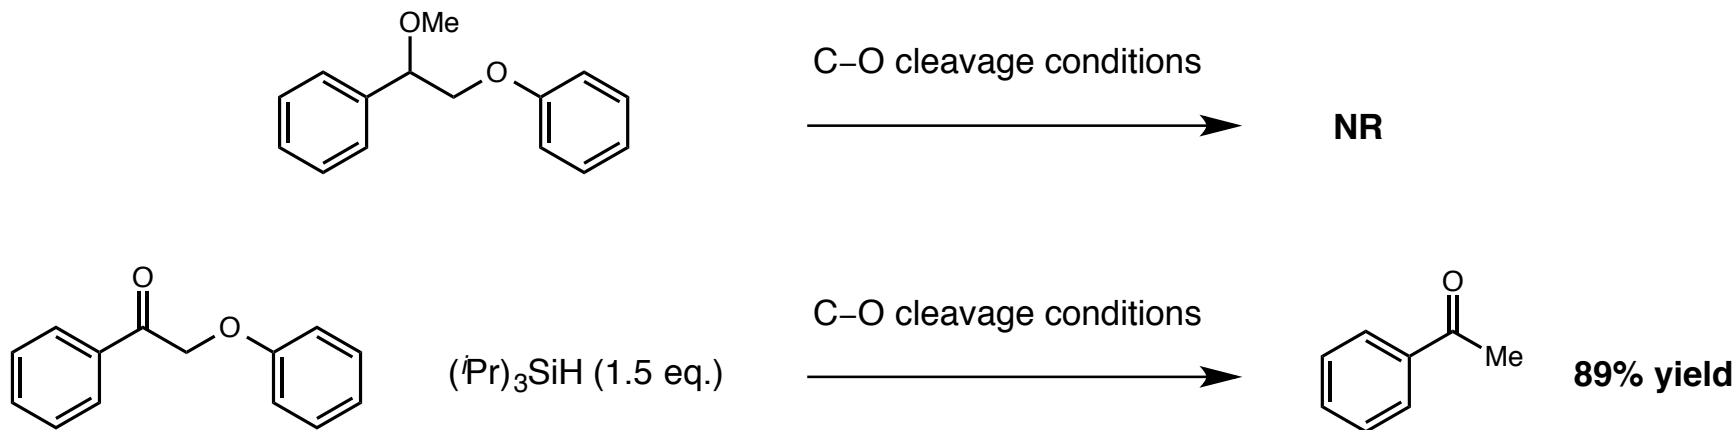 OMe
O
C–O cleavage conditions
NR
O
O
(ⁱPr)₃SiH (1.5 eq.)
C–O cleavage conditions
O
Me
89% yield